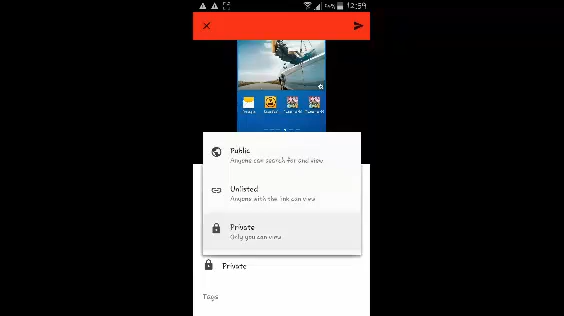 12:59
Public
Anyone can search for and view
Unlisted
Anyone with the link can view
Private
Only you can view
Private
Tags